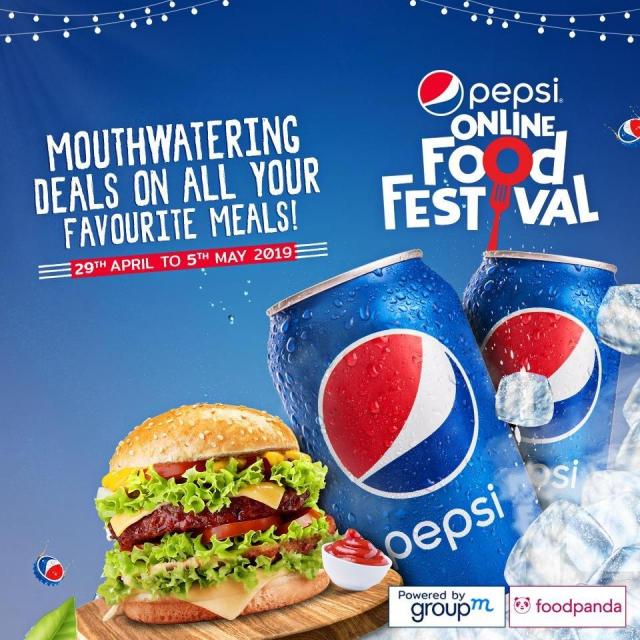 MOUTHWATERING
DEALS ON ALL YOUR
FAVOURITE MEALS!
29TH APRIL TO 5TH MAY 2019
pepsi®
ONLINE
FOOd
FESTIVAL
pepsi
psi
Powered by
groupm
foodpanda